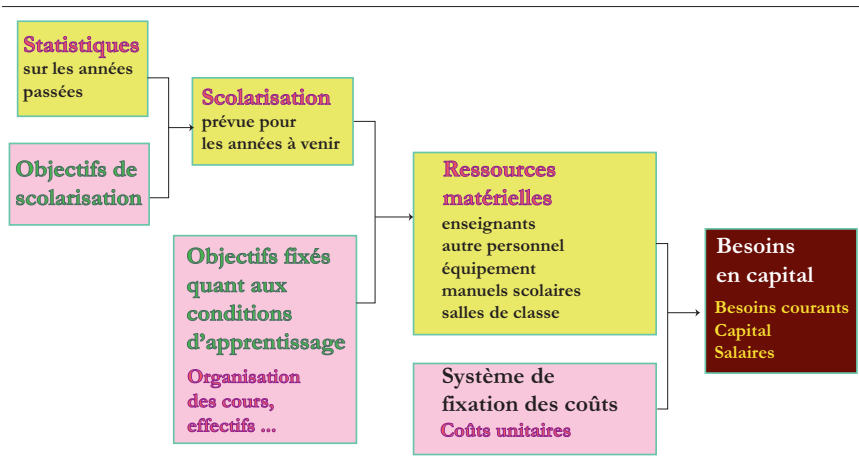 Statistiques
sur les années
passées
Objectifs de
scolarisation
Scolarisation
prévue pour
les années à venir
Objectifs fixés
quant aux
conditions
d'apprentissage
Organisation
des cours,
effectifs ...
Ressources
matérielles
enseignants
autre personnel
équipement
manuels scolaires
salles de classe
Système de
fixation des coûts
Coûts unitaires
Besoins
en capital
Besoins courants
Capital
Salaires